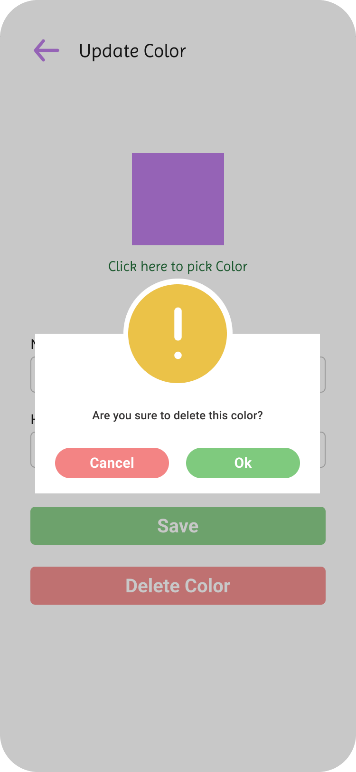 Update Color
Click here to pick Color
Are you sure to delete this color?
Cancel
Ok
Save
Delete Color